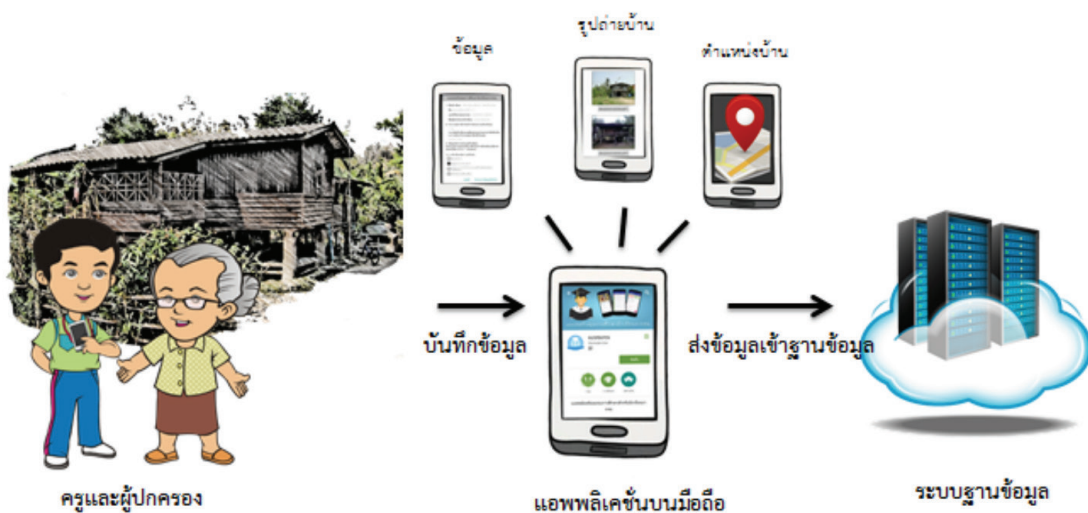 ข้อมูล
รูปถ่ายบ้าน
ตำแหน่งบ้าน
บันทึกข้อมูล
ส่งข้อมูลเข้าฐานข้อมูล
ครูและผู้ปกครอง
แอพพลิเคชั่นบนมือถือ
ระบบฐานข้อมูล